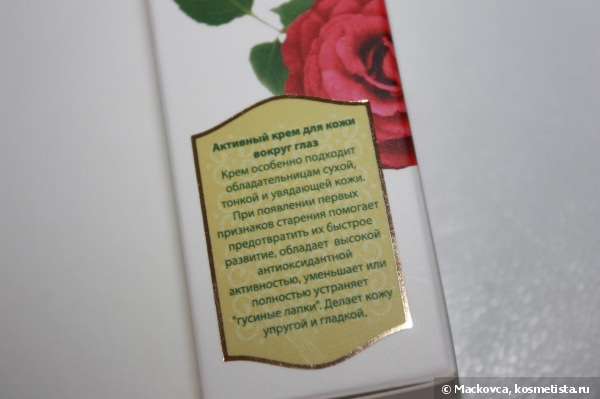 Активный крем для кожи
вокруг глаз
Крем особенно подходит
обладательницам сухой,
тонкой и увядающей кожи.
При появлении первых
признаков старения помогает
предотвратить их быстрое
развитие, обладает высокой
антиоксидантной
активностью, уменьшает или
полностью устраняет
"гусиные лапки". Делает кожу
упругой и гладкой.
© Mackovca, kosmetista.ru